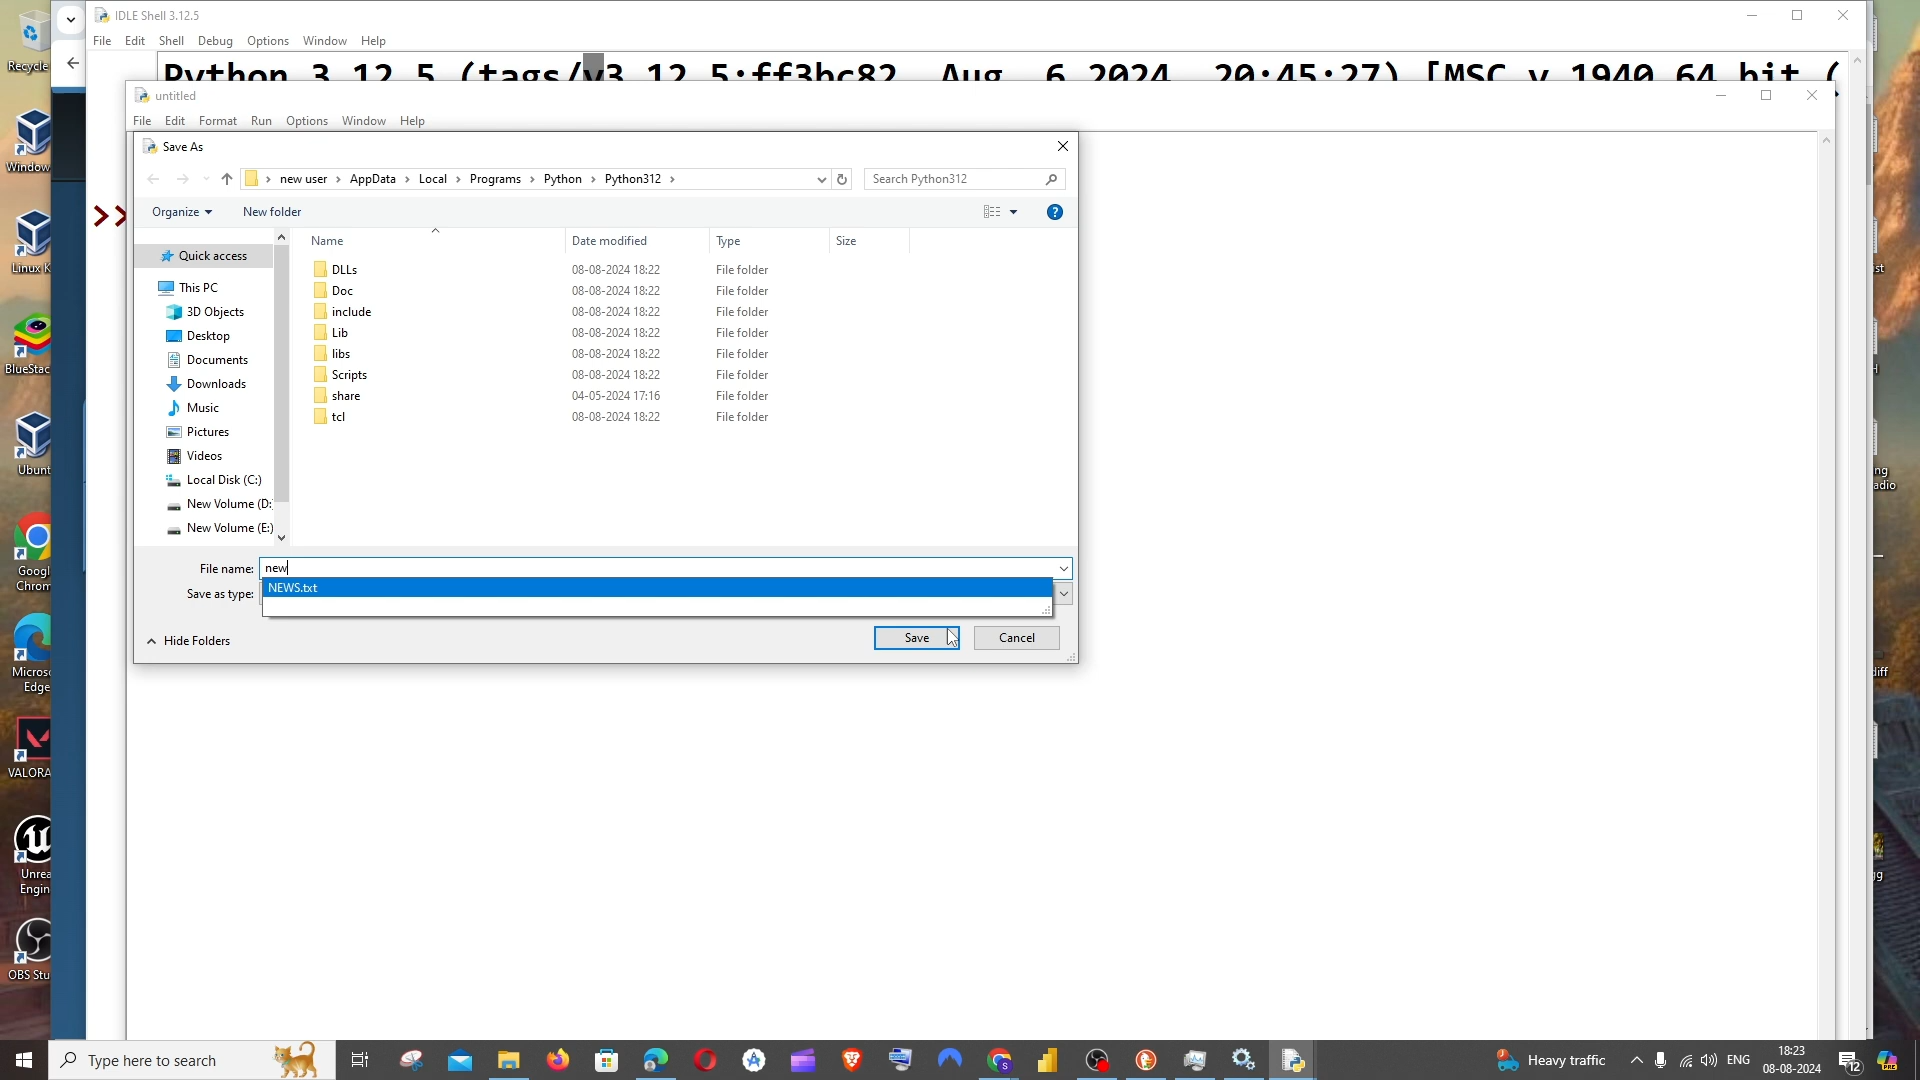 IDLE Shell 3.12.5
File Edit Shell Debug Options Window Help
Python 3.12.5 (tags/v3.12.5:ff3bc82, Aug 6 2024, 20:45:27) [MSC v.1940 64 bit (
untitled
File Edit Format Run Options Window Help
Save As
new user > AppData > Local > Programs > Python > Python312 >
Search Python312
Organize
New folder
Name Date modified Type Size
Quick access
This PC
3D Objects
Desktop
Documents
Downloads
Music
Pictures
Videos
Local Disk (C:)
New Volume (D:
New Volume (E:)
DLLs 08-08-2024 18:22 File folder
Doc 08-08-2024 18:22 File folder
include 08-08-2024 18:22 File folder
Lib 08-08-2024 18:22 File folder
libs 08-08-2024 18:22 File folder
Scripts 08-08-2024 18:22 File folder
share 04-05-2024 17:16 File folder
tcl 08-08-2024 18:22 File folder
File name: new
NEWS.txt
Save as type:
Hide Folders
Save
Cancel
>>
Recycle
Window
Linux K
BlueStac
Ubunt
Google
Chrom
Micros
Edge
VALORA
Unrea
Engin
OBS Stu
st
H
ng
adio
diff
gg
Type here to search
Heavy traffic
ENG
18:23
08-08-2024
12